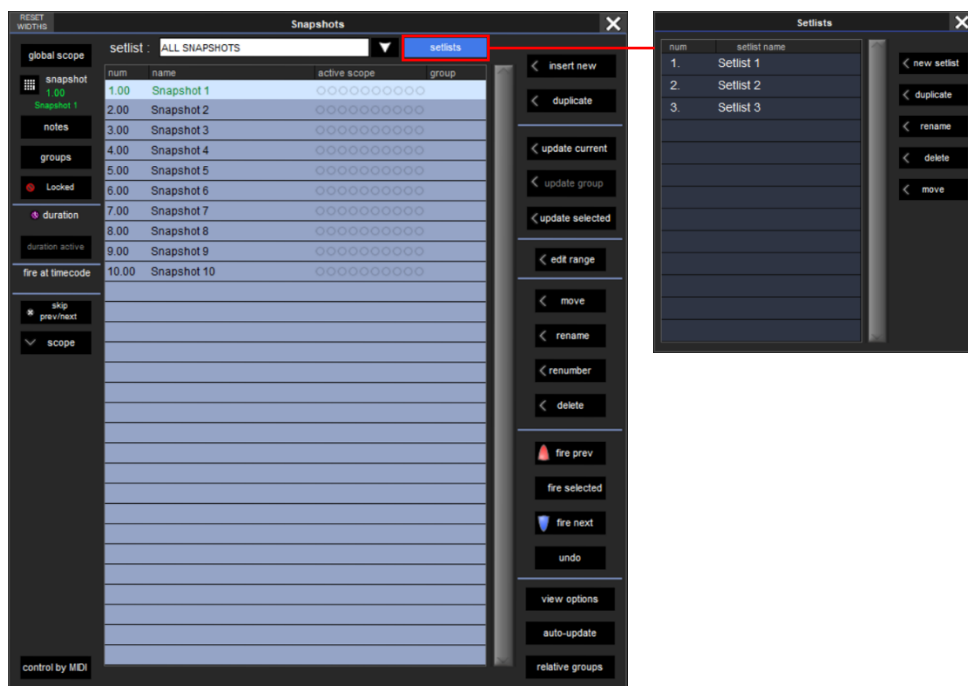 RESET
WIDTHS
Snapshots
global scope
setlist : ALL SNAPSHOTS
setlists
snapshot
1.00
Snapshot 1
notes
groups
Locked
duration
duration active
fire at timecode
skip
prev/next
scope
control by MIDI
num name active scope group
1.00 Snapshot 1
2.00 Snapshot 2
3.00 Snapshot 3
4.00 Snapshot 4
5.00 Snapshot 5
6.00 Snapshot 6
7.00 Snapshot 7
8.00 Snapshot 8
9.00 Snapshot 9
10.00 Snapshot 10
insert new
duplicate
update current
update group
update selected
edit range
move
rename
renumber
delete
fire prev
fire selected
fire next
undo
view options
auto-update
relative groups
Setlists
num setlist name
1. Setlist 1
2. Setlist 2
3. Setlist 3
new setlist
duplicate
rename
delete
move